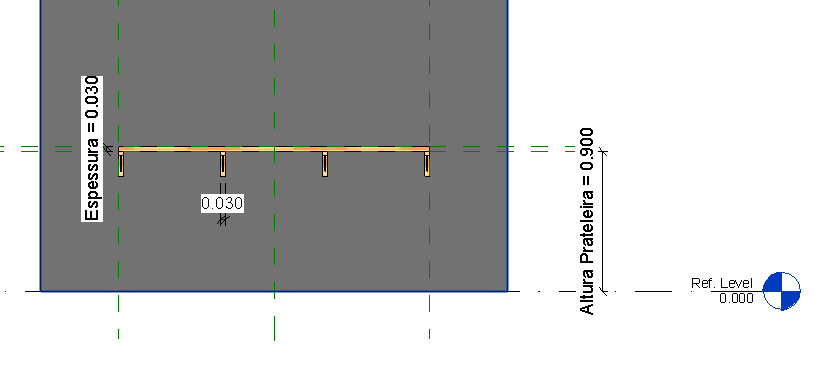 Espessura = 0.030
0.030
Altura Prateleira = 0.900
Ref. Level
0.000